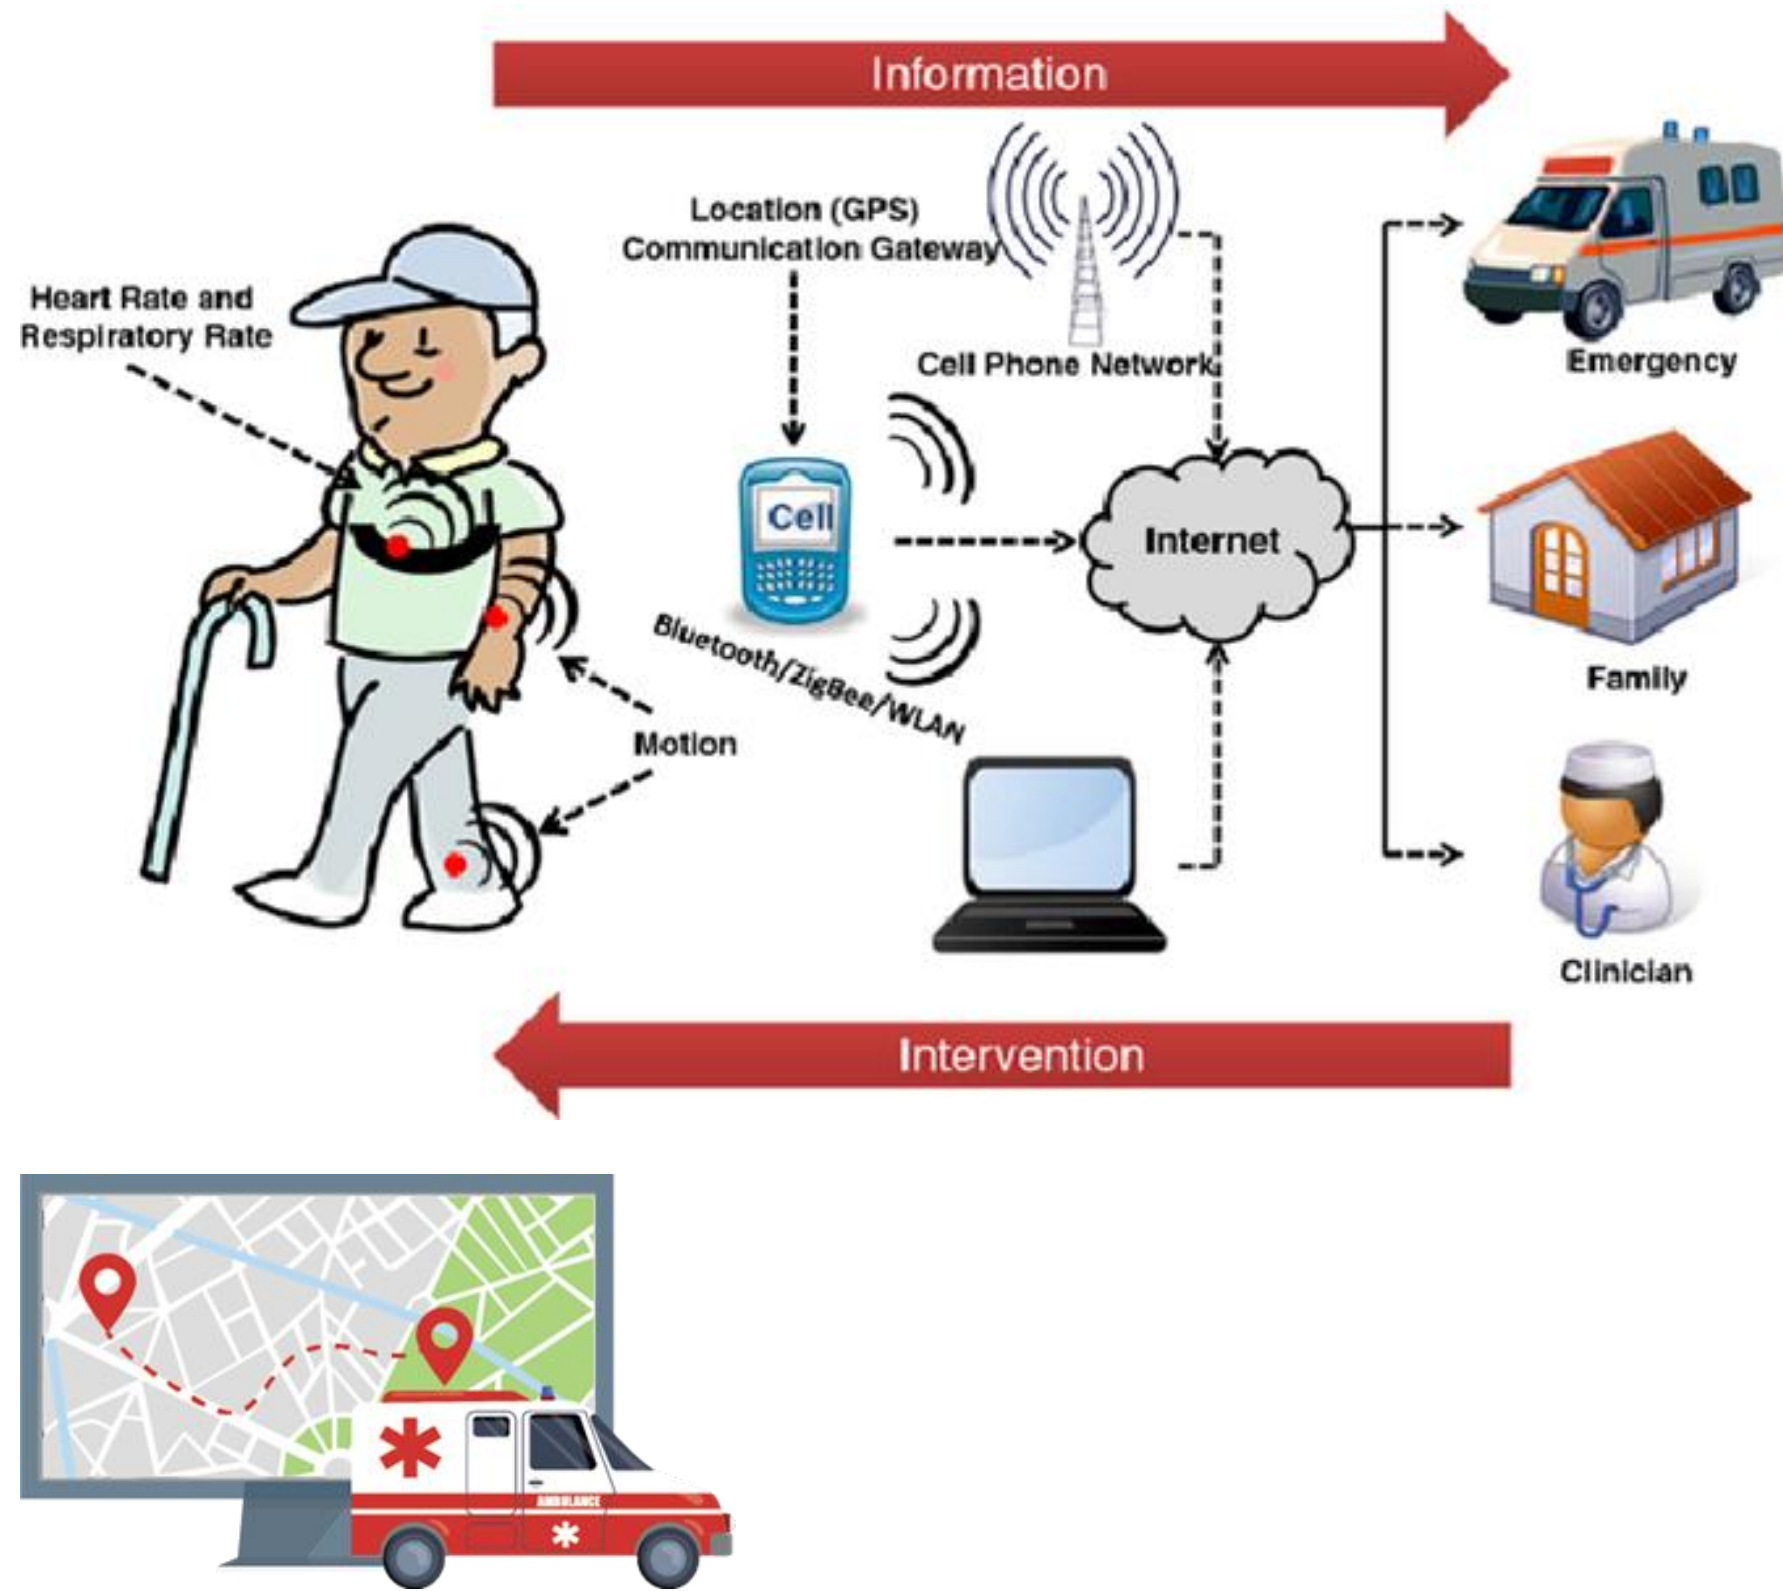 Information
Location (GPS)
Communication Gateway
Heart Rate and
Respiratory Rate
Cell Phone Network
Emergency
Cell
Internet
Bluetooth/ZigBee/WLAN
Family
Motion
Clinician
Intervention
AMBULANCE